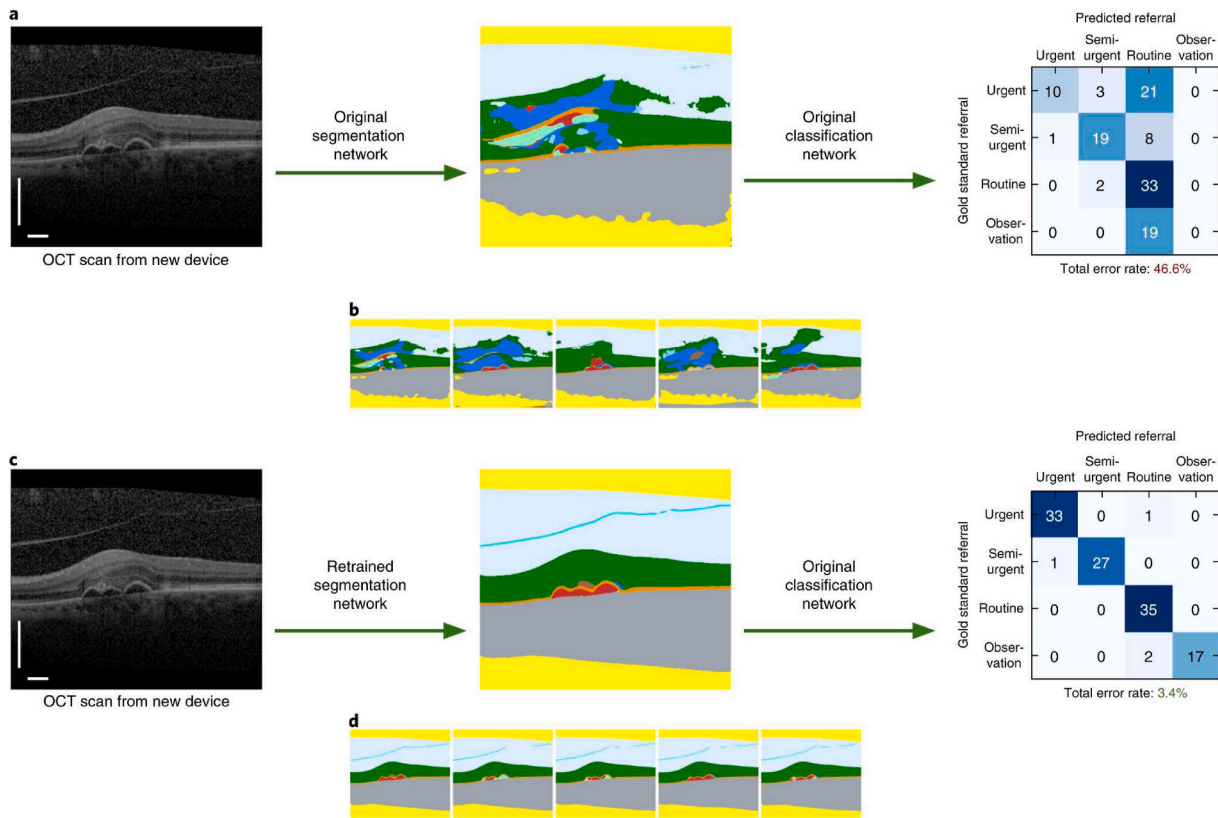 a
Predicted referral
Urgent Semi-urgent Routine Obser-vation
Gold standard referral
Urgent 10 3 21 0
Semi-urgent 1 19 8 0
Routine 0 2 33 0
Obser-vation 0 0 19 0
Total error rate: 46.6%
Original
segmentation
network
Original
classification
network
OCT scan from new device
b
c
Predicted referral
Urgent Semi-urgent Routine Obser-vation
Gold standard referral
Urgent 33 0 1 0
Semi-urgent 1 27 0 0
Routine 0 0 35 0
Obser-vation 0 0 2 17
Total error rate: 3.4%
Retrained
segmentation
network
Original
classification
network
OCT scan from new device
d